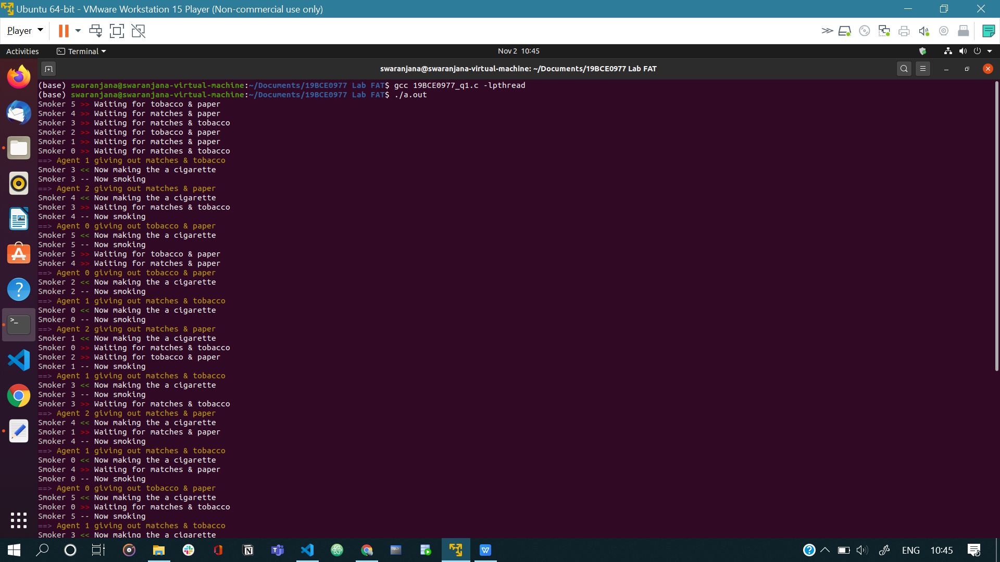 Ubuntu 64-bit - VMware Workstation 15 Player (Non-commercial use only)
Player
Activities
Terminal
Nov 2 10:45
swaranjana@swaranjana-virtual-machine: ~/Documents/19BCE0977 Lab FAT
(base) swaranjana@swaranjana-virtual-machine:~/Documents/19BCE0977 Lab FAT$ gcc 19BCE0977_q1.c -lpthread
(base) swaranjana@swaranjana-virtual-machine:~/Documents/19BCE0977 Lab FAT$ ./a.out
Smoker 5 >> Waiting for tobacco & paper
Smoker 4 >> Waiting for matches & paper
Smoker 3 >> Waiting for matches & tobacco
Smoker 2 >> Waiting for tobacco & paper
Smoker 1 >> Waiting for matches & paper
Smoker 0 >> Waiting for matches & tobacco
==> Agent 1 giving out matches & tobacco
Smoker 3 << Now making the a cigarette
Smoker 3 -- Now smoking
==> Agent 2 giving out matches & paper
Smoker 4 << Now making the a cigarette
Smoker 3 >> Waiting for matches & tobacco
Smoker 4 -- Now smoking
==> Agent 0 giving out tobacco & paper
Smoker 5 << Now making the a cigarette
Smoker 5 -- Now smoking
Smoker 5 >> Waiting for tobacco & paper
Smoker 4 >> Waiting for matches & paper
==> Agent 0 giving out tobacco & paper
Smoker 2 << Now making the a cigarette
Smoker 2 -- Now smoking
==> Agent 1 giving out matches & tobacco
Smoker 0 << Now making the a cigarette
Smoker 0 -- Now smoking
==> Agent 2 giving out matches & paper
Smoker 1 << Now making the a cigarette
Smoker 0 >> Waiting for matches & tobacco
Smoker 2 >> Waiting for tobacco & paper
Smoker 1 -- Now smoking
==> Agent 1 giving out matches & tobacco
Smoker 3 << Now making the a cigarette
Smoker 3 -- Now smoking
Smoker 3 >> Waiting for matches & tobacco
==> Agent 2 giving out matches & paper
Smoker 4 << Now making the a cigarette
Smoker 1 >> Waiting for matches & paper
Smoker 4 -- Now smoking
==> Agent 1 giving out matches & tobacco
Smoker 0 << Now making the a cigarette
Smoker 4 >> Waiting for matches & paper
Smoker 0 -- Now smoking
==> Agent 0 giving out tobacco & paper
Smoker 5 << Now making the a cigarette
Smoker 0 >> Waiting for matches & tobacco
Smoker 5 -- Now smoking
==> Agent 1 giving out matches & tobacco
Smoker 3 << Now making the a cigarette
ENG
10:45